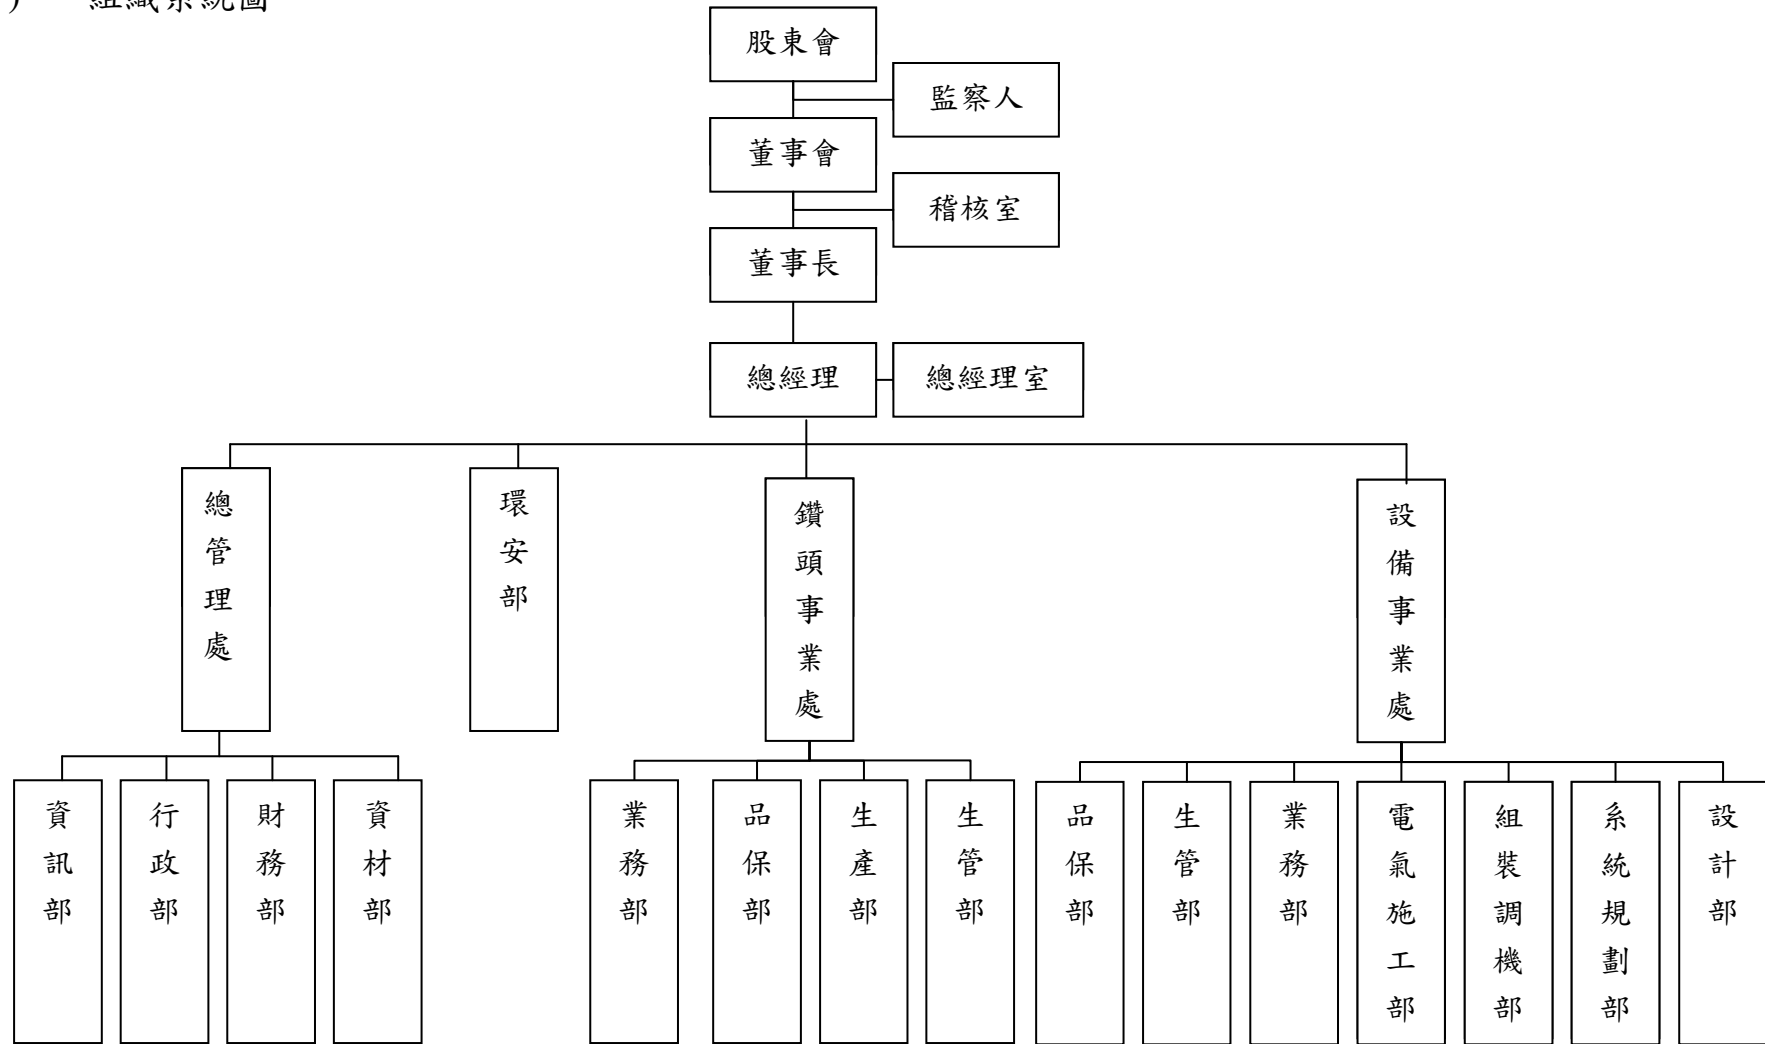 ) 組織系統圖
股東會
監察人
董事會
稽核室
董事長
總經理
總經理室
總管理處
環安部
鑽頭事業處
設備事業處
資訊部
行政部
財務部
資材部
業務部
品保部
生產部
生管部
品保部
生管部
業務部
電氣施工部
組裝調機部
系統規劃部
設計部